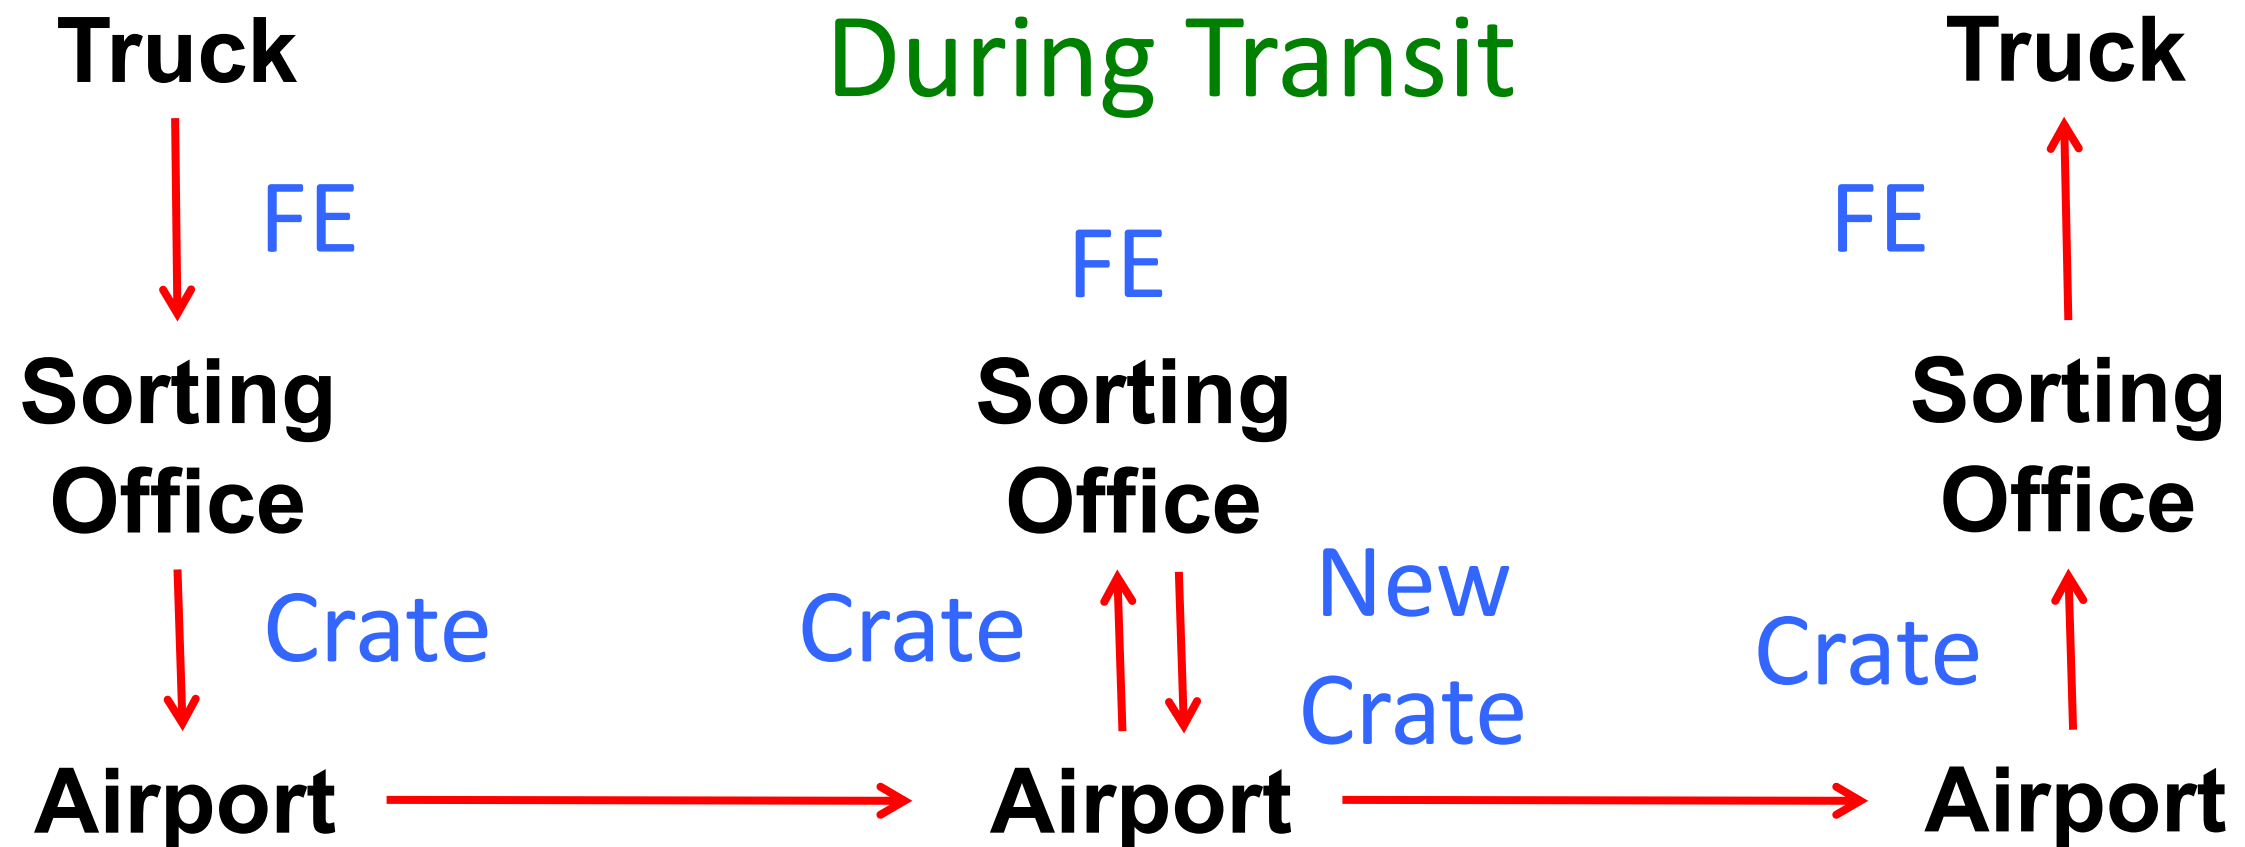 Truck
During Transit
Truck
FE
FE
FE
Sorting
Office
Sorting
Office
Sorting
Office
Crate
Crate
New
Crate
Crate
Airport
Airport
Airport